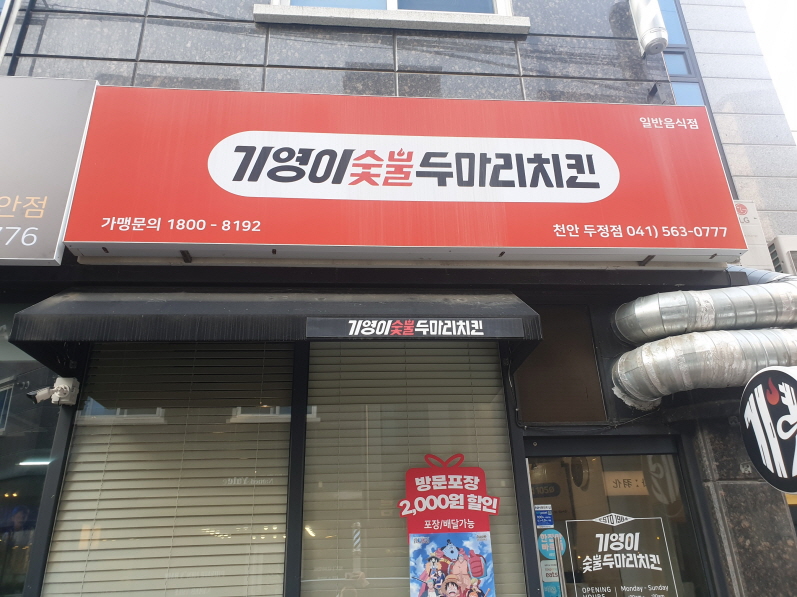 일반음식점
기영이숯불두마리치킨
가맹문의 1800 - 8192
천안 두정점 041) 563-0777
안점
776
LG
기영이숯불두마리치킨
방문포장
2,000원 할인
포장/배달가능
기영이
숯불두마리치킨
OPENING
HOURS
Monday - Sunday
eats